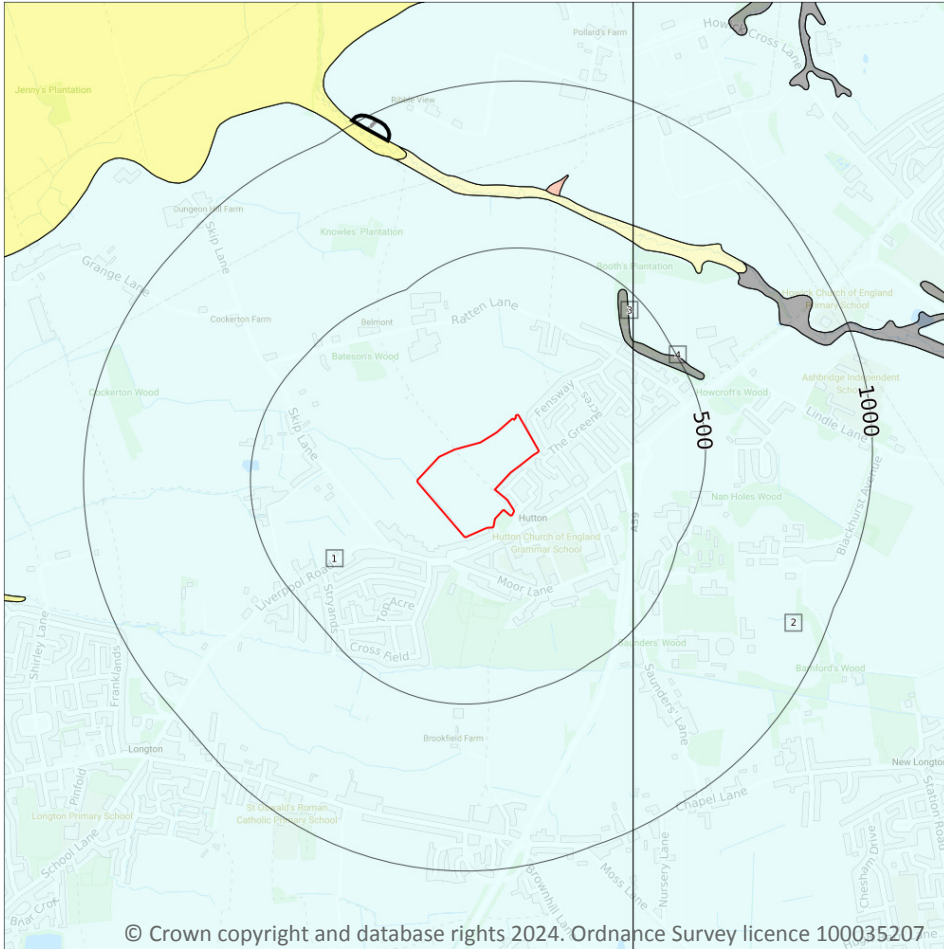 Pollard's Farm
Howick Cross Lane
Jenny's Plantation
Ribble View
Dungeon Hill Farm
Skip Lane
Knowles' Plantation
Grange Lane
Booth's Plantation
Howick Church of England
Primary School
Ratten Lane
3
Cockerton Farm
Belmont
Bateson's Wood
4
Ashbridge Independent
School
Cockerton Wood
Fensway
Howcroft's Wood
Skip Lane
The Greene
Acres
500
1000
Lindle Lane
Nan Holes Wood
Hutton
A59
Blackhurst Avenue
Hutton Church of England
Grammar School
1
Liverpool Road
Moor Lane
Stryands
Top Acre
2
Shirley Lane
Cross Field
Saunders' Wood
Franklands
Bamford's Wood
Saunders' Lane
Brookfield Farm
Longton
New Longton
Pinfold
Chapel Lane
Station Road
Longton Primary School
St Oswald's Roman
Catholic Primary School
School Lane
Nursery Lane
Chesham Drive
Moss Lane
Brownhill Lane
Briar Croft
© Crown copyright and database rights 2024. Ordnance Survey licence 100035207